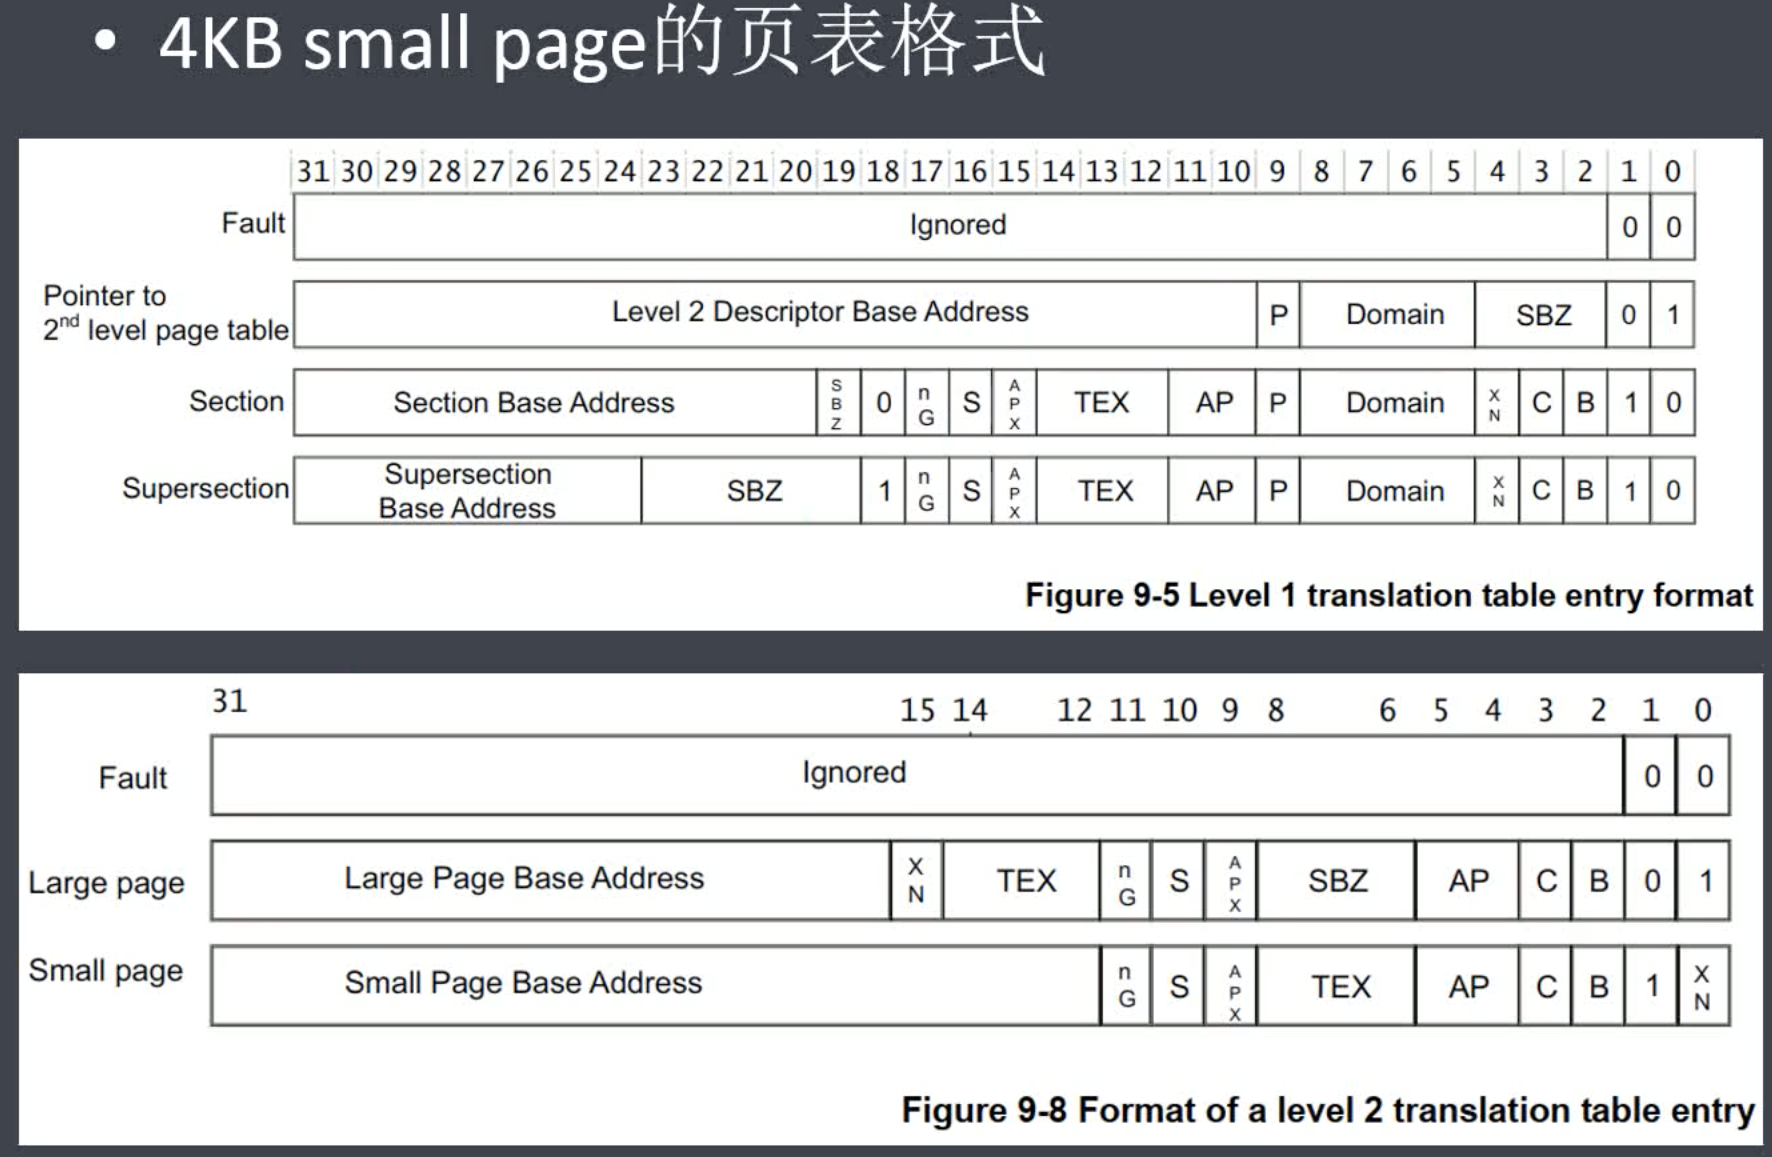 • 4KB small page的页表格式
31 30 29 28 27 26 25 24 23 22 21 20 19 18 17 16 15 14 13 12 11 10 9 8 7 6 5 4 3 2 1 0
Fault Ignored 0 0
Pointer to
2nd level page table Level 2 Descriptor Base Address P Domain SBZ 0 1
Section Section Base Address SBZ 0 nG S APX TEX AP P Domain XN C B 1 0
Supersection Supersection
Base Address SBZ 1 nG S APX TEX AP P Domain XN C B 1 0
Figure 9-5 Level 1 translation table entry format
31 15 14 12 11 10 9 8 6 5 4 3 2 1 0
Fault Ignored 0 0
Large page Large Page Base Address XN TEX nG S APX SBZ AP C B 0 1
Small page Small Page Base Address nG S APX TEX AP C B 1 XN
Figure 9-8 Format of a level 2 translation table entry